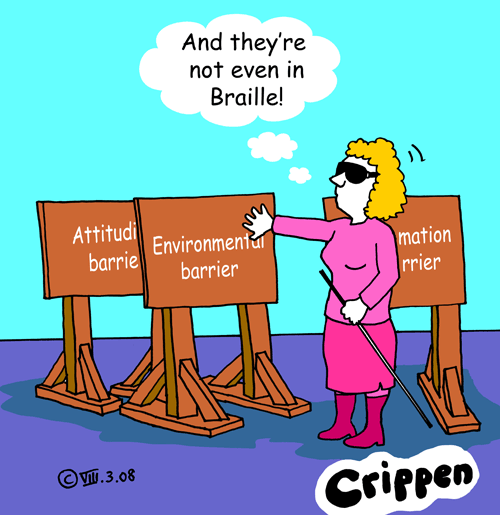 And they're
not even in
Braille!
Attitudi
barrie
Environmental
barrier
mation
rrier
© VIII.3.08
Crippen